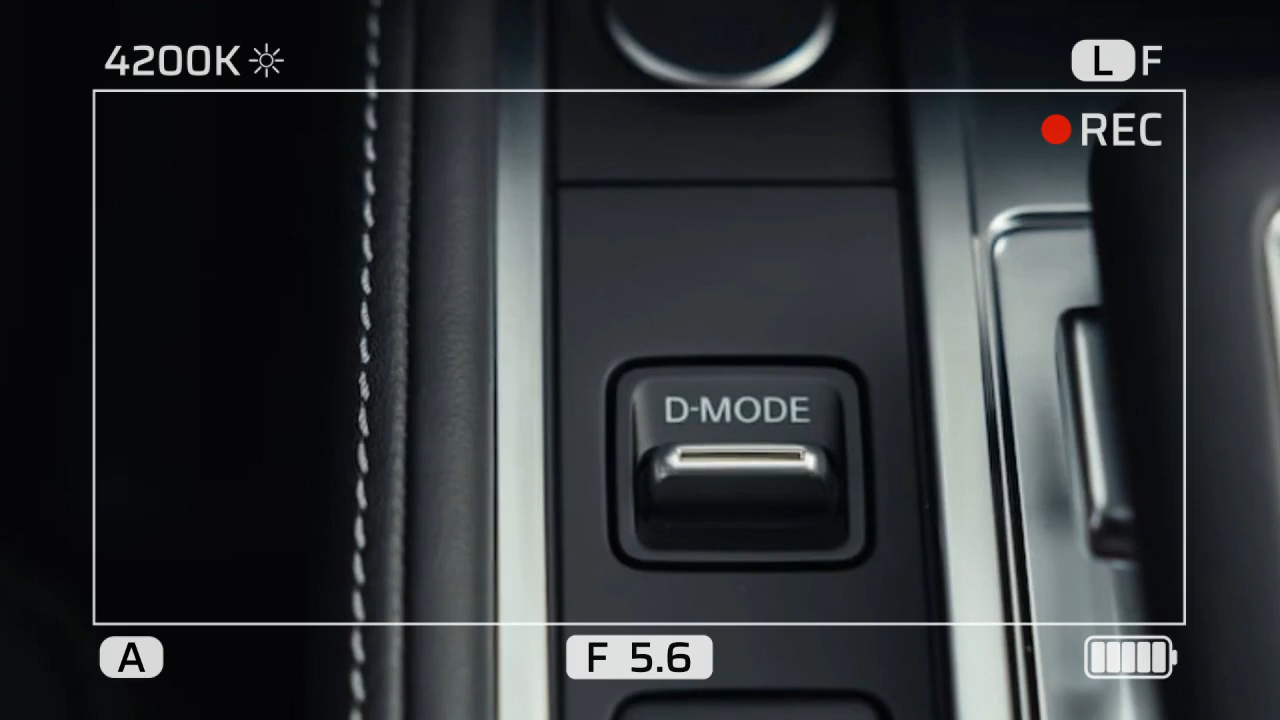 4200K
L F
REC
D-MODE
A
F 5.6